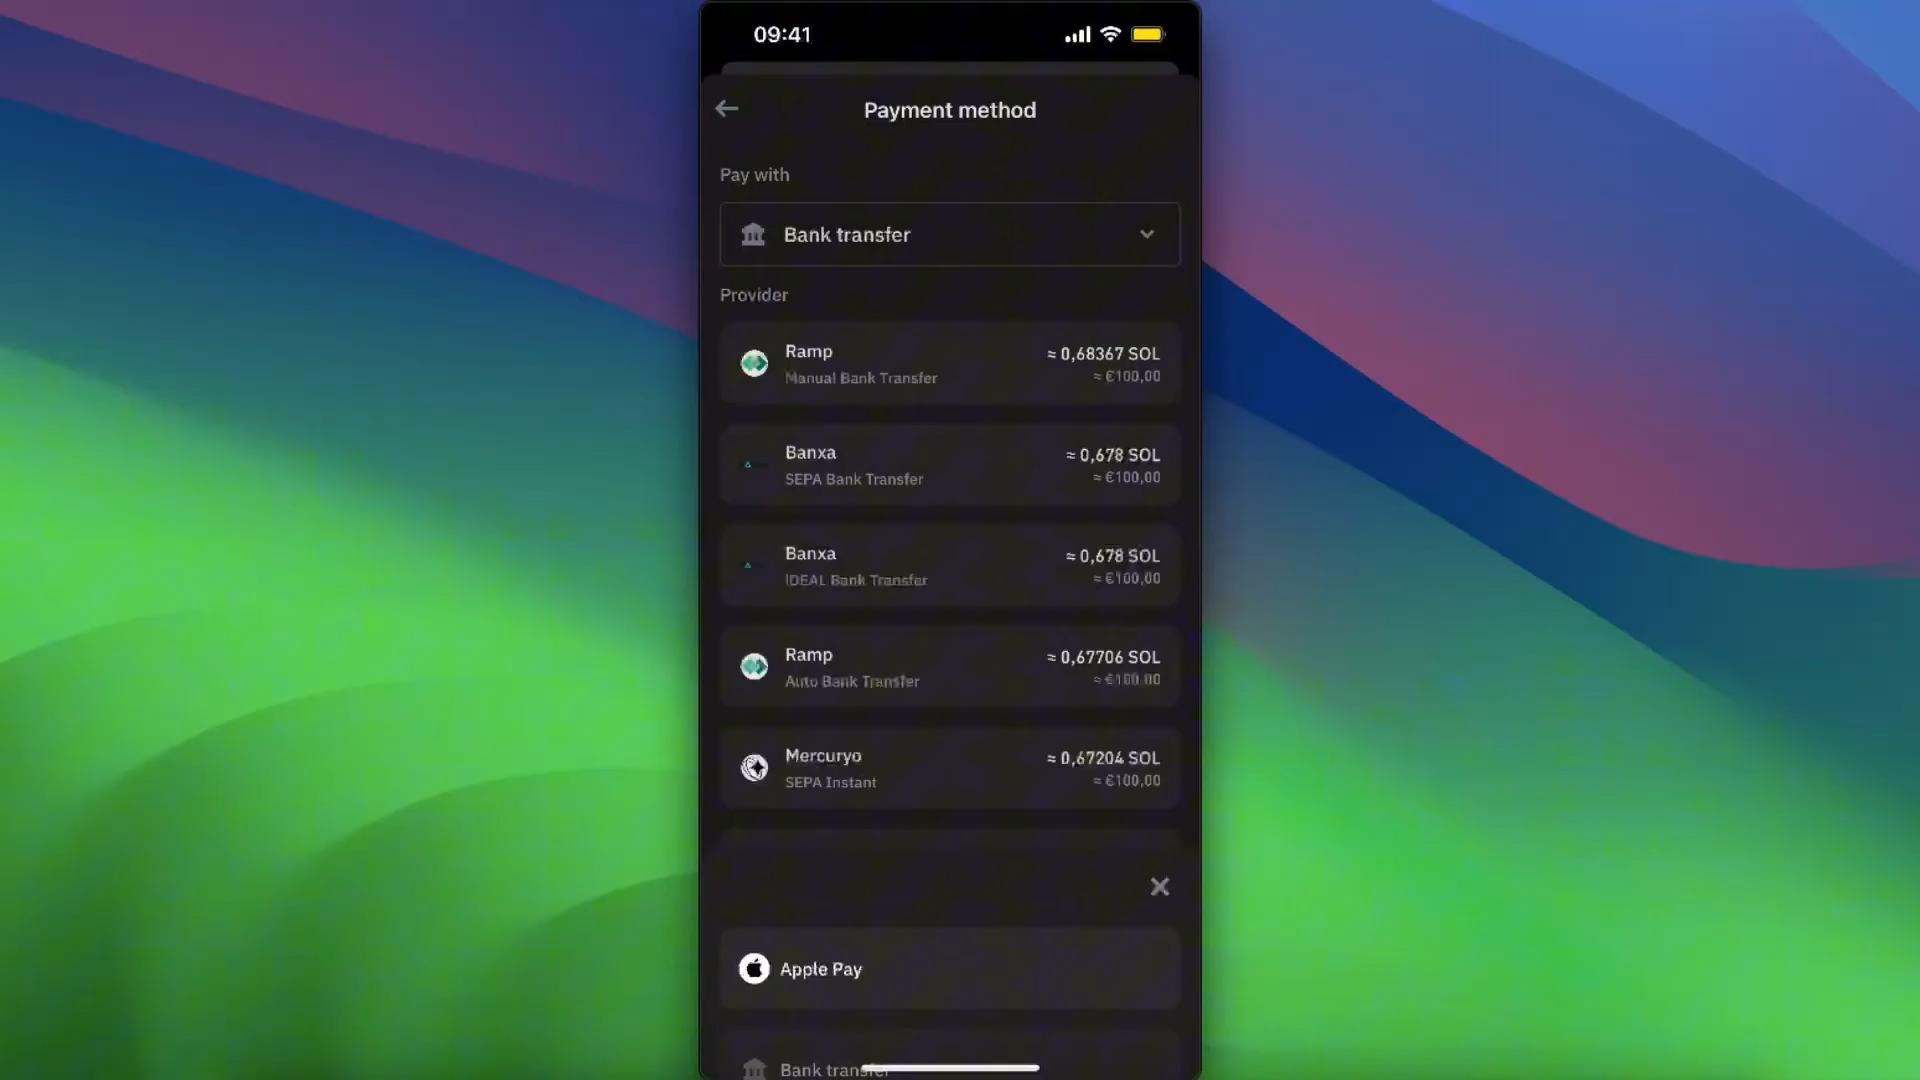 09:41
Payment method
Pay with
Bank transfer
Provider
Ramp
≈ 0,68367 SOL
Manual Bank Transfer
≈ €100,00
Banxa
≈ 0,678 SOL
SEPA Bank Transfer
≈ €100,00
Banxa
≈ 0,678 SOL
iDEAL Bank Transfer
≈ €100,00
Ramp
≈ 0,67706 SOL
Auto Bank Transfer
≈ €100,00
Mercuryo
≈ 0,67204 SOL
SEPA Instant
≈ €100,00
Apple Pay
Bank transfer